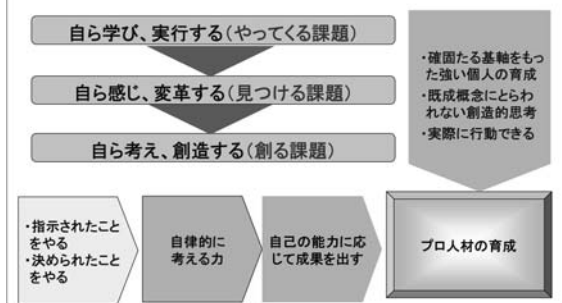 自ら学び、実行する(やってくる課題)
自ら感じ、変革する(見つける課題)
自ら考え、創造する(創る課題)
・確固たる基軸をもっ
た強い個人の育成
・既成概念にとらわ
れない創造的思考
・実際に行動できる
・指示されたこと
をやる
・決められたこと
をやる
自律的に
考える力
自己の能力に応
じて成果を出す
プロ人材の育成